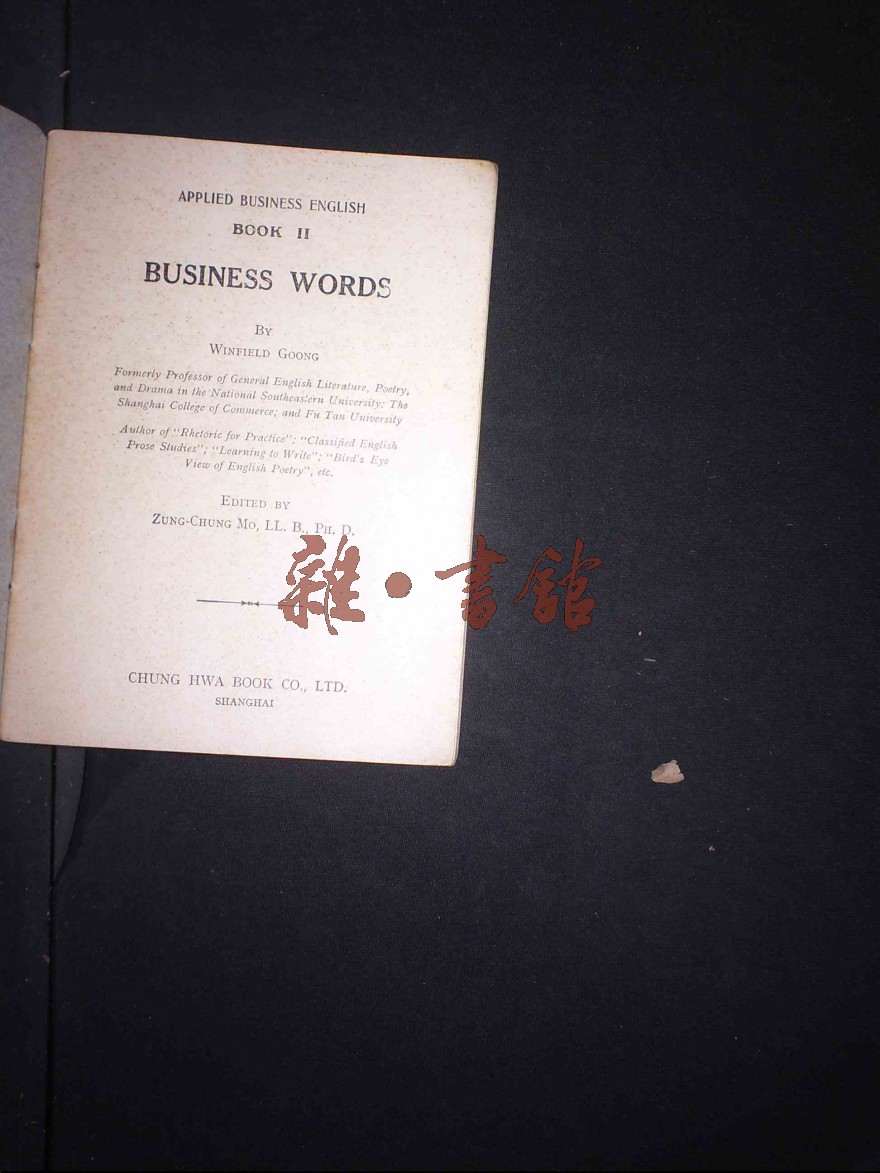 APPLIED BUSINESS ENGLISH
BOOK II
BUSINESS WORDS
BY
WINFIELD GOONG
Formerly Professor of General English Literature, Poetry,
and Drama in the National Southeastern University; The
Shanghai College of Commerce; and Fu Tan University
Author of "Rhetoric for Practice"; "Classified English
Prose Studies"; "Learning to Write"; "Bird's Eye
View of English Poetry", etc.
EDITED BY
ZUNG-CHUNG MO, LL. B., PH. D.
雜·書館
CHUNG HWA BOOK CO., LTD.
SHANGHAI